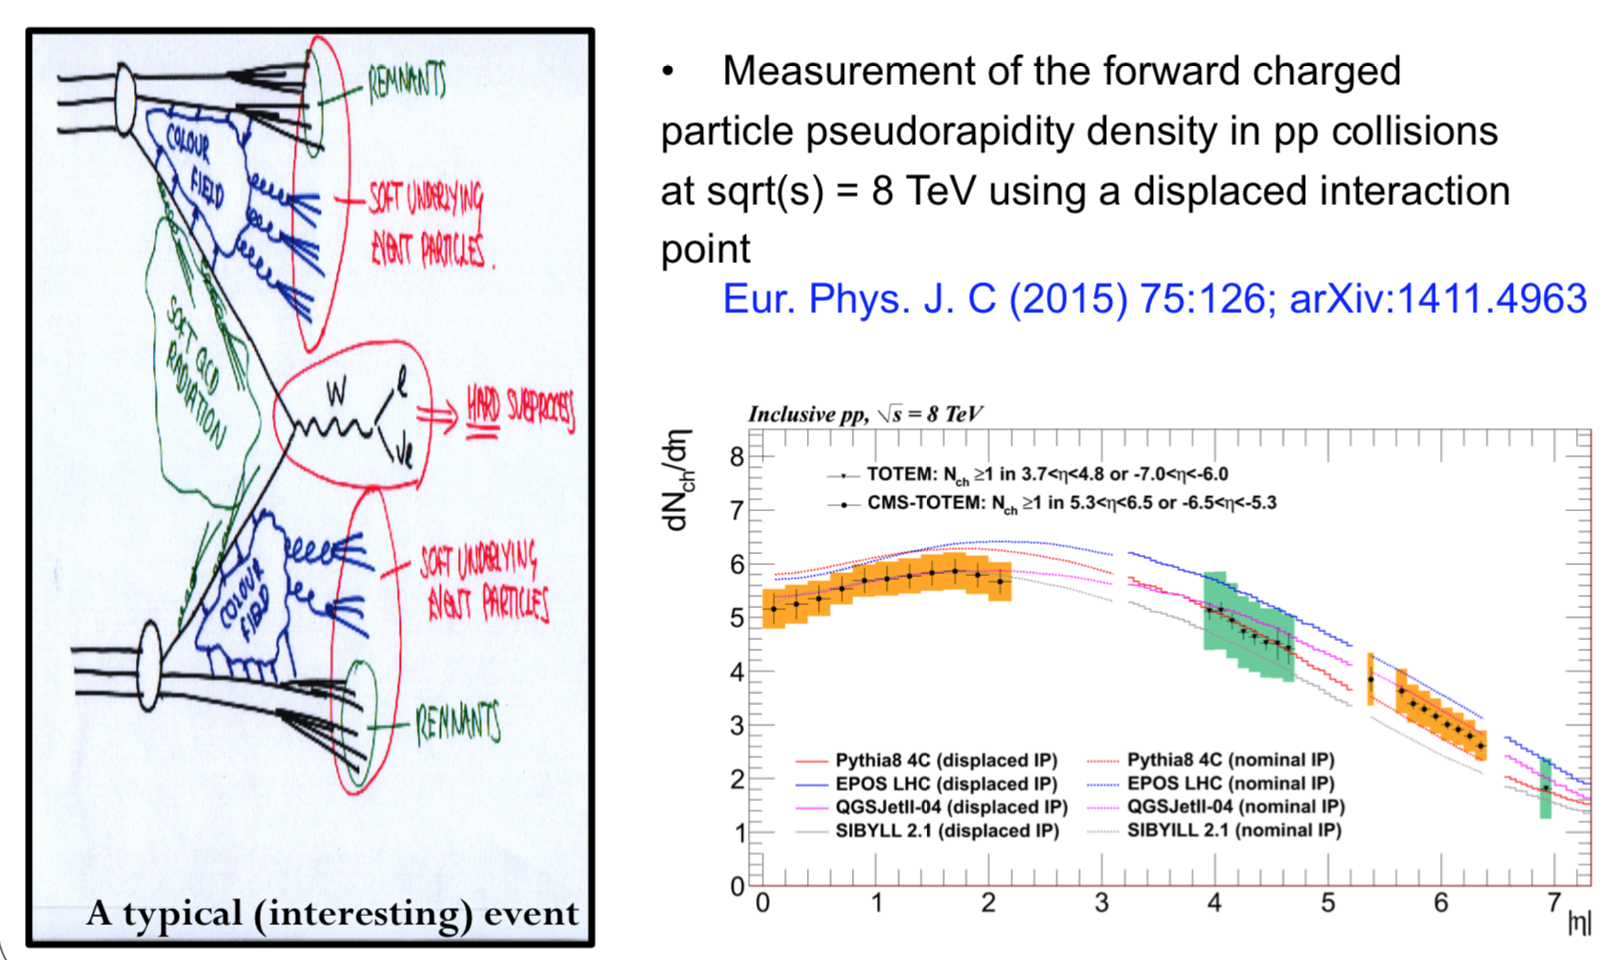 REMNANTS
COLOUR
FIELD
SOFT UNDERLYING
EVENT PARTICLES.
SOFT QCD
RADIATION
W
e
νe
HARD SUBPROCESS
SOFT UNDERLYING
EVENT PARTICLES
COLOUR
FIELD
REMNANTS
A typical (interesting) event
• Measurement of the forward charged
particle pseudorapidity density in pp collisions
at sqrt(s) = 8 TeV using a displaced interaction
point
Eur. Phys. J. C (2015) 75:126; arXiv:1411.4963
Inclusive pp, √s = 8 TeV
dNch/dη
TOTEM: Nch ≥1 in 3.7<η<4.8 or -7.0<η<-6.0
CMS-TOTEM: Nch ≥1 in 5.3<η<6.5 or -6.5<η<-5.3
8
7
6
5
4
3
2
1
0
Pythia8 4C (displaced IP)
EPOS LHC (displaced IP)
QGSJetII-04 (displaced IP)
SIBYLL 2.1 (displaced IP)
Pythia8 4C (nominal IP)
EPOS LHC (nominal IP)
QGSJetII-04 (nominal IP)
SIBYILL 2.1 (nominal IP)
0 1 2 3 4 5 6 7
|η|